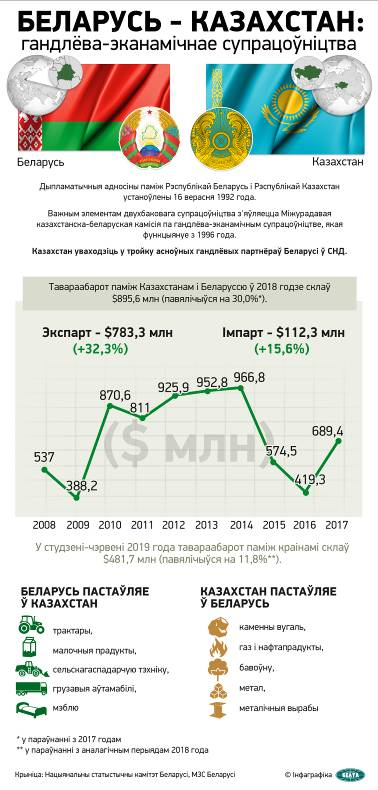 БЕЛАРУСЬ - КАЗАХСТАН:
гандлёва-эканамічнае супрацоўніцтва
Беларусь
Казахстан
Дыпламатычныя адносіны паміж Рэспублікай Беларусь і Рэспублікай Казахстан
устаноўлены 16 верасня 1992 года.
Важным элементам двухбаковага супрацоўніцтва з'яўляецца Міжурадавая
казахстанска-беларуская камісія па гандлёва-эканамічным супрацоўніцтве, якая
функцыянуе з 1996 года.
Казахстан уваходзіць у тройку асноўных гандлёвых партнёраў Беларусі ў СНД.
Тавараабарот паміж Казахстанам і Беларуссю ў 2018 годзе склаў
$895,6 млн (павялічыўся на 30,0%*).
Экспарт - $783,3 млн
(+32,3%)
Імпарт - $112,3 млн
(+15,6%)
($ МЛН)
537
388,2
870,6
811
925,9
952,8
966,8
574,5
419,3
689,4
2008 2009 2010 2011 2012 2013 2014 2015 2016 2017
У студзені-чэрвені 2019 года тавараабарот паміж краінамі склаў
$481,7 млн (павялічыўся на 11,8%**).
БЕЛАРУСЬ ПАСТАЎЛЯЕ
Ў КАЗАХСТАН
трактары,
малочныя прадукты,
сельскагаспадарчую тэхніку,
грузавыя аўтамабілі,
мэблю
КАЗАХСТАН ПАСТАЎЛЯЕ
Ў БЕЛАРУСЬ
каменны вугаль,
газ і нафтапрадукты,
бавоўну,
метал,
металічныя вырабы
* у параўнанні з 2017 годам
** у параўнанні з аналагічным перыядам 2018 года
Крыніца: Нацыянальны статыстычны камітэт Беларусі, МЗС Беларусі
© Інфаграфіка БЕЛТА